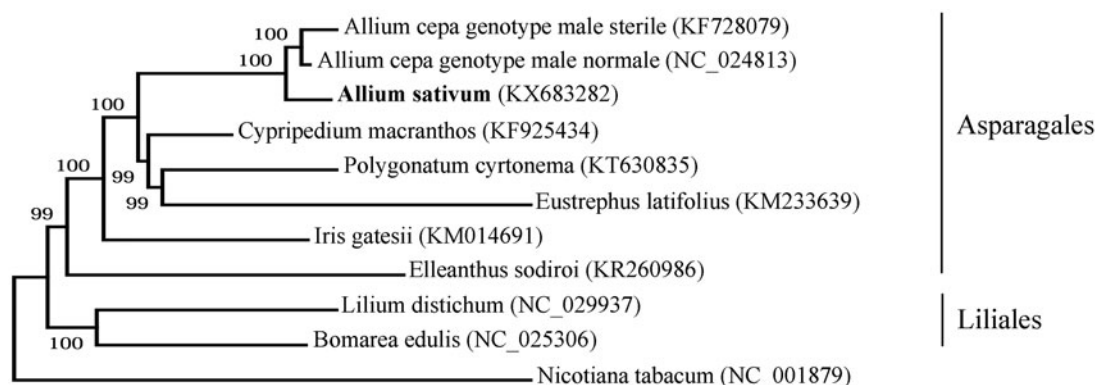 Allium cepa genotype male sterile (KF728079)
100
Allium cepa genotype male normale (NC_024813)
100
Allium sativum (KX683282)
100
Cypripedium macranthos (KF925434)
Asparagales
100
Polygonatum cyrtonema (KT630835)
99
99
Eustrephus latifolius (KM233639)
99
Iris gatesii (KM014691)
Elleanthus sodiroi (KR260986)
Lilium distichum (NC_029937)
Liliales
100
Bomarea edulis (NC_025306)
Nicotiana tabacum (NC_001879)